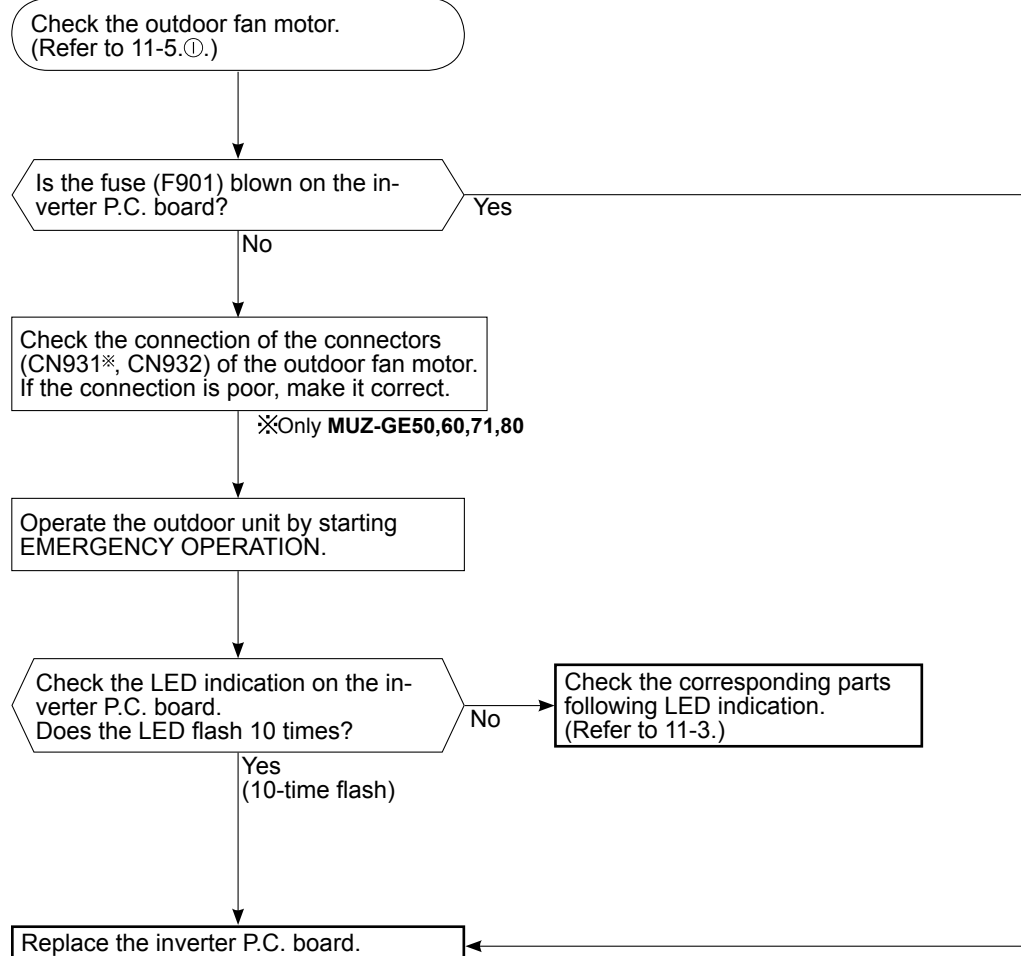 Check the outdoor fan motor.
(Refer to 11-5.Ⓘ.)
Is the fuse (F901) blown on the in-
verter P.C. board?
Yes
No
Check the connection of the connectors
(CN931※, CN932) of the outdoor fan motor.
If the connection is poor, make it correct.
※Only MUZ-GE50,60,71,80
Operate the outdoor unit by starting
EMERGENCY OPERATION.
Check the LED indication on the in-
verter P.C. board.
Does the LED flash 10 times?
No
Check the corresponding parts
following LED indication.
(Refer to 11-3.)
Yes
(10-time flash)
Replace the inverter P.C. board.